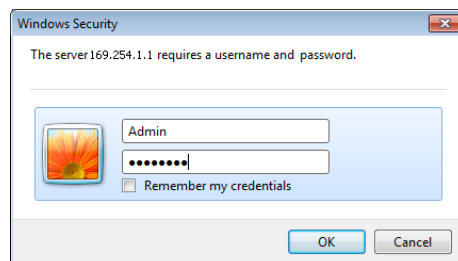 Windows Security
The server 169.254.1.1 requires a username and password.
Admin
••••••••
Remember my credentials
OK
Cancel